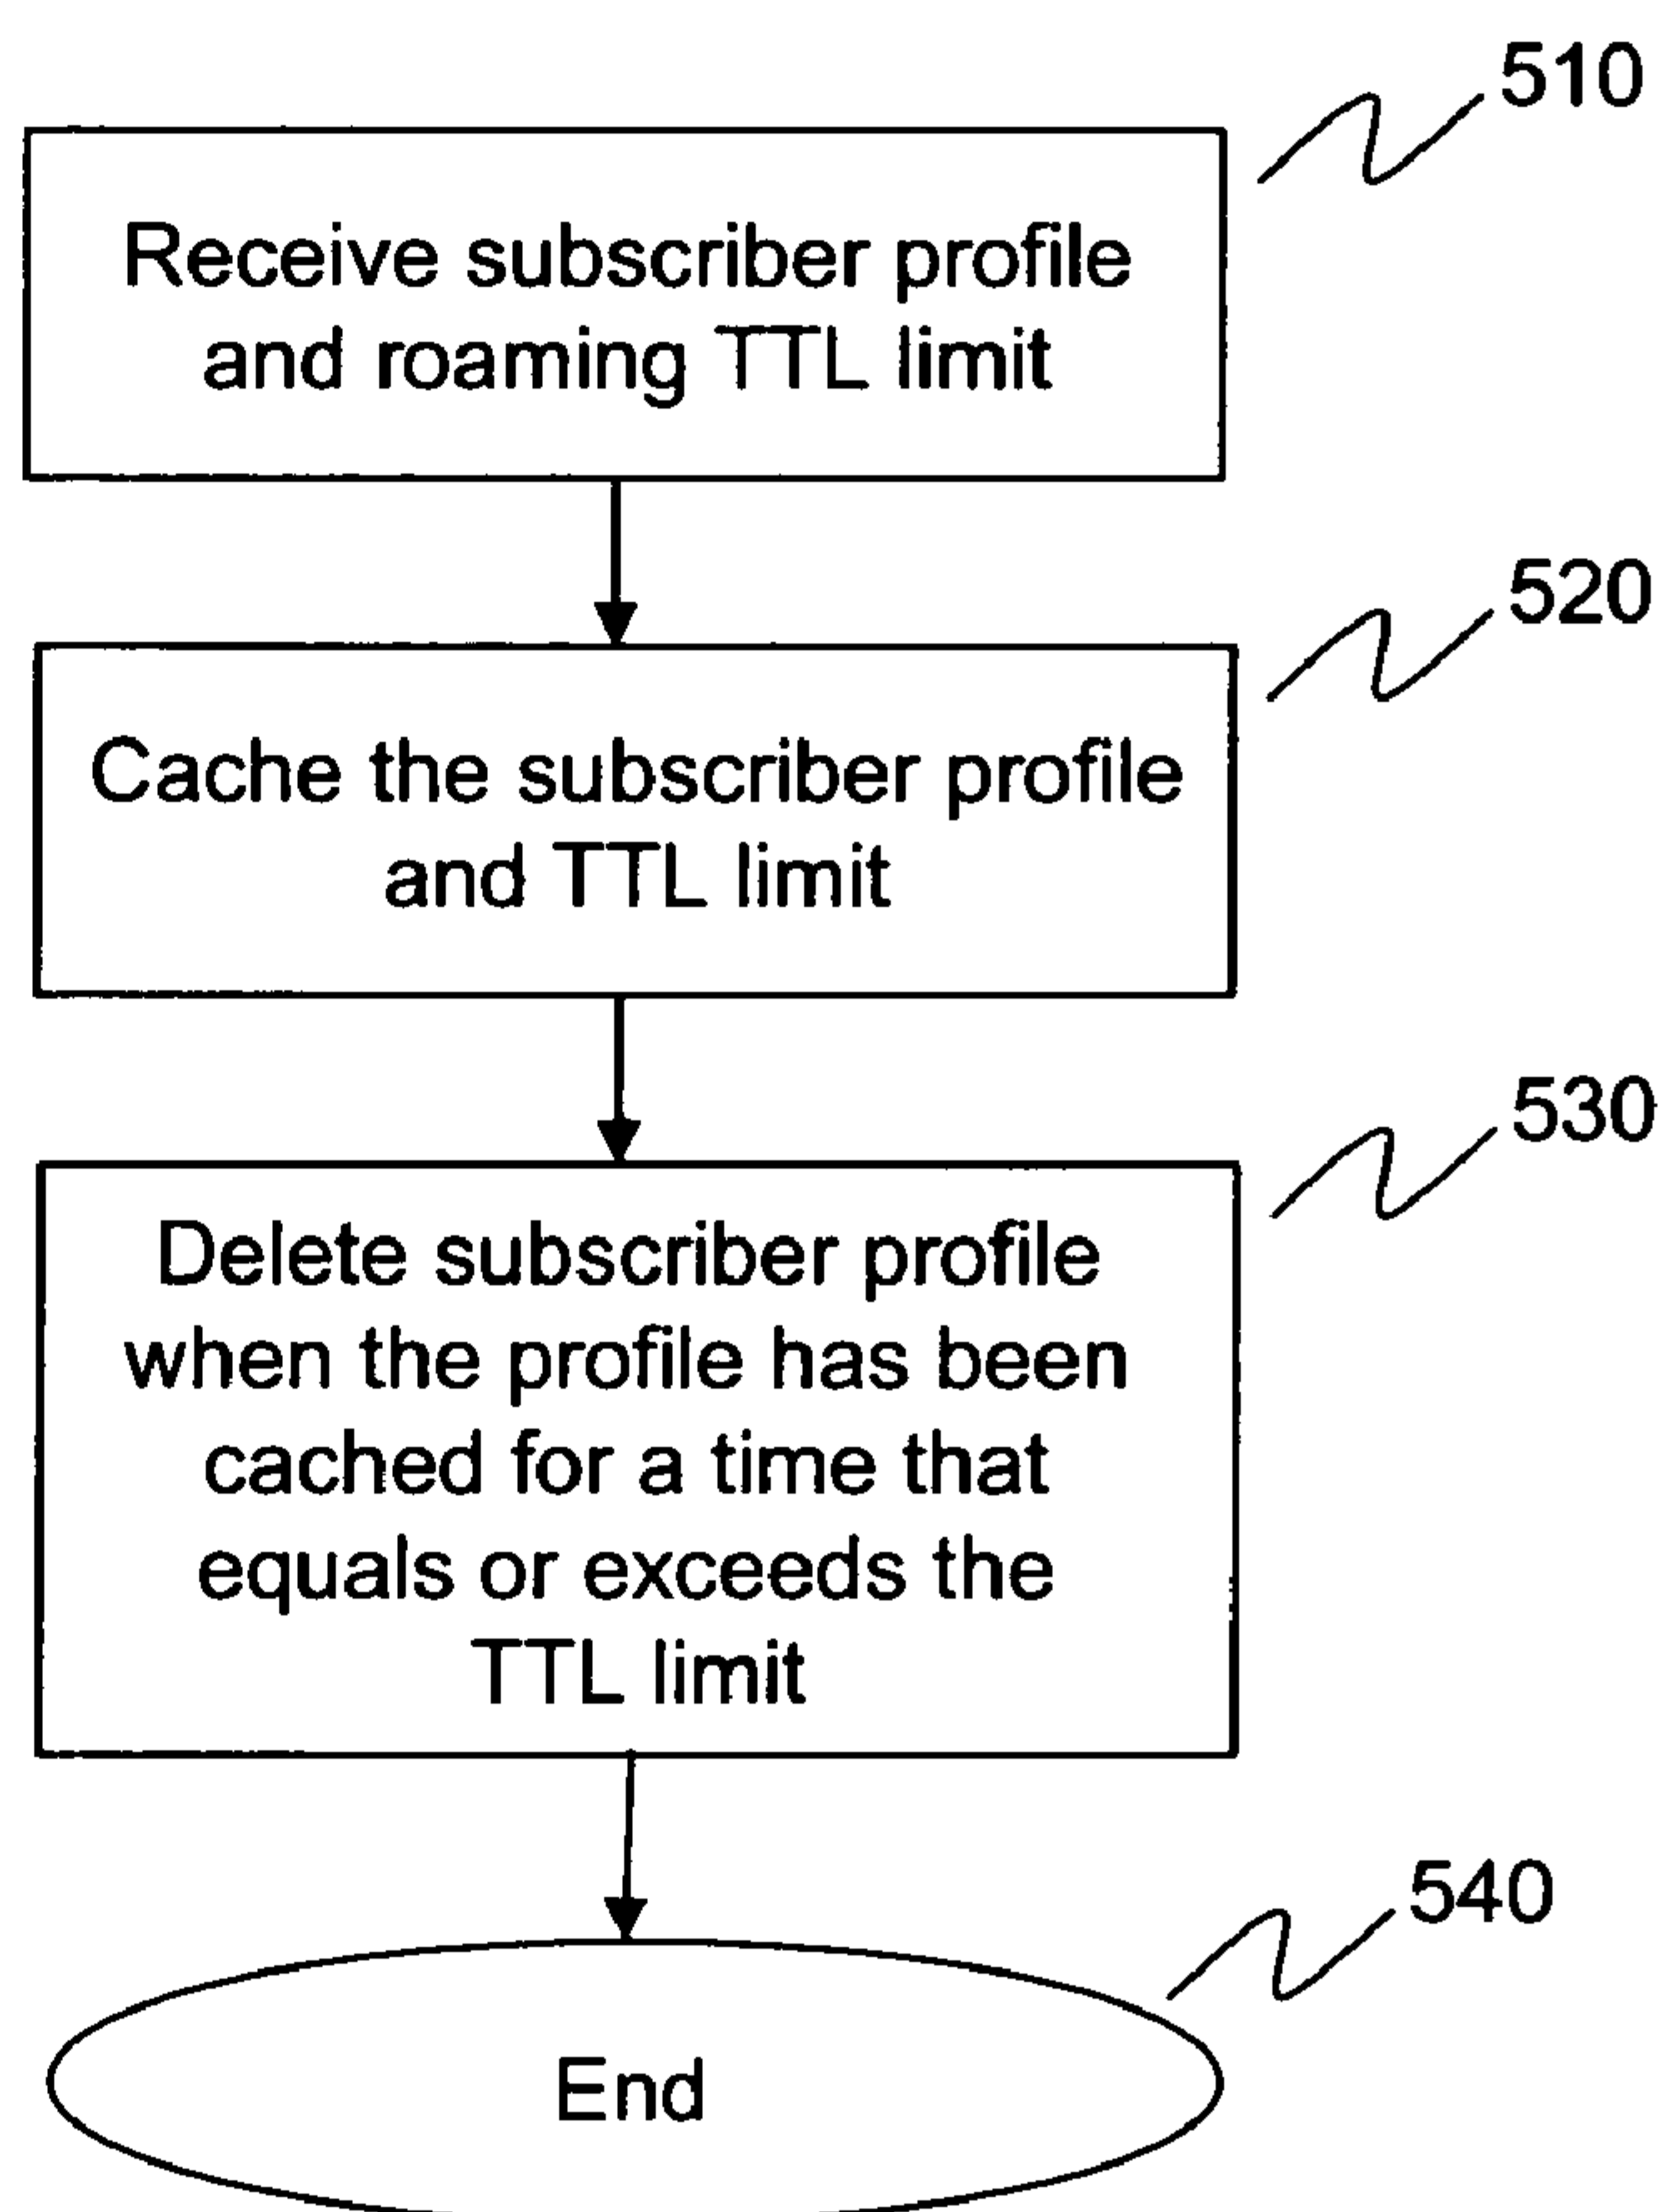 510
Receive subscriber profile
and roaming TTL limit
520
Cache the subscriber profile
and TTL limit
530
Delete subscriber profile
when the profile has been
cached for a time that
equals or exceeds the
TTL limit
540
End